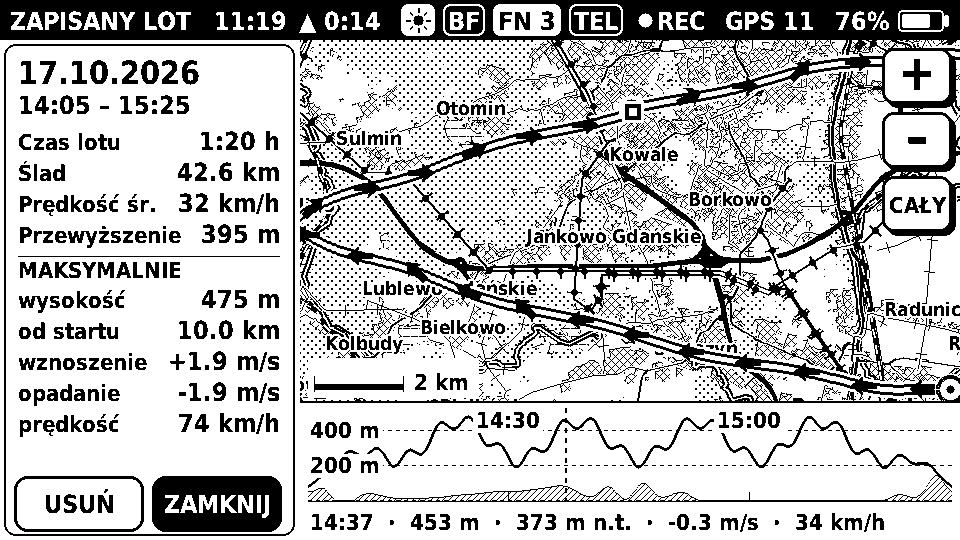 ZAPISANY LOT 11:19 ▲ 0:14 BF FN 3 TEL ●REC GPS 11 76%
17.10.2026
14:05 – 15:25
Czas lotu 1:20 h
Ślad 42.6 km
Prędkość śr. 32 km/h
Przewyższenie 395 m
MAKSYMALNIE
wysokość 475 m
od startu 10.0 km
wznoszenie +1.9 m/s
opadanie -1.9 m/s
prędkość 74 km/h
USUŃ ZAMKNIJ
Otomin
Sulmin
Kowale
Borkowo
Jankowo Gdańskie
Bielkowo
Kolbudy
2 km
+
-
CAŁY
400 m
200 m
14:30 15:00
14:37 · 453 m · 373 m n.t. · -0.3 m/s · 34 km/h